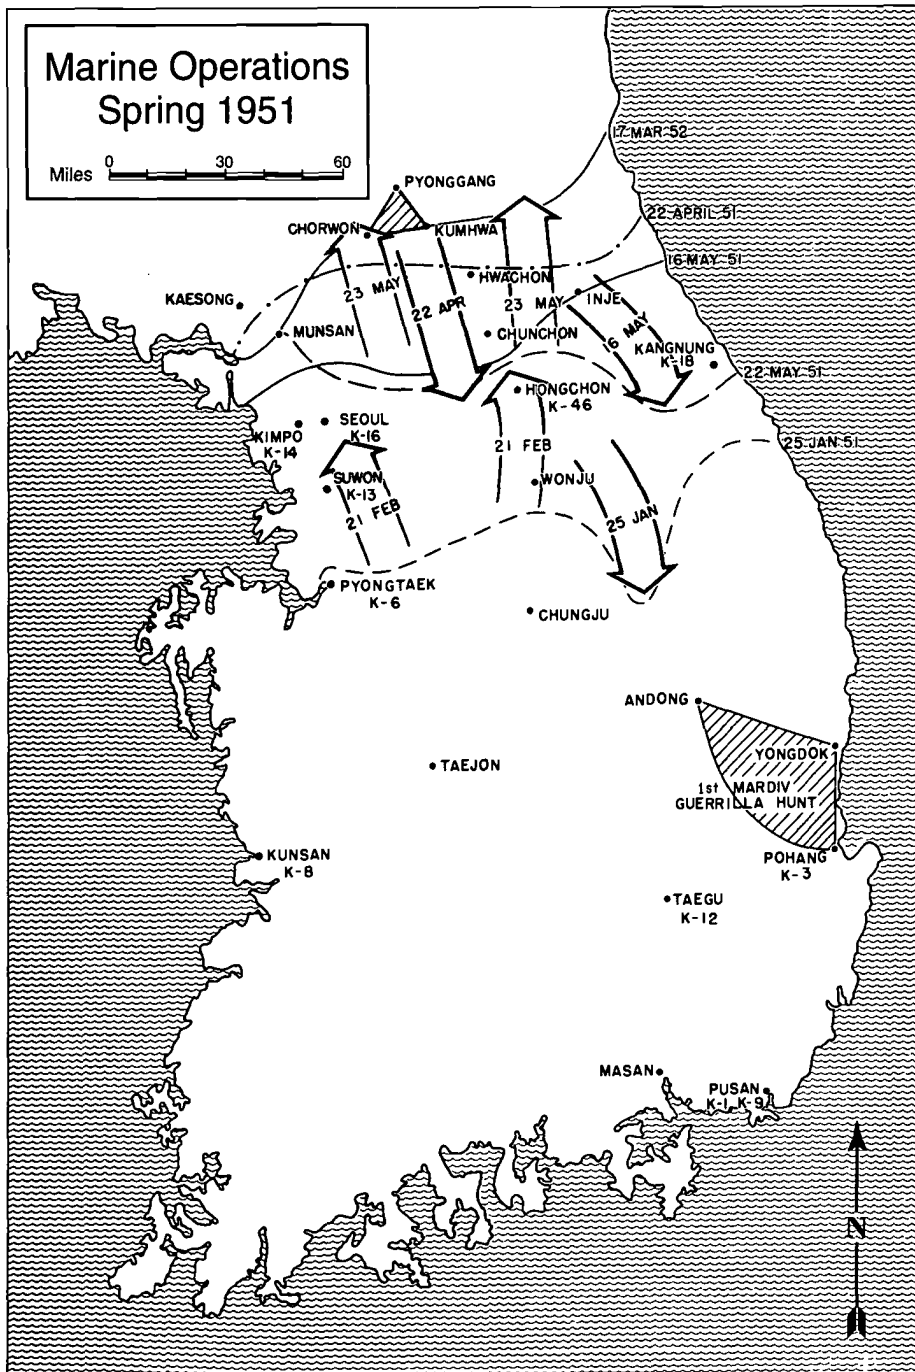 Marine Operations
Spring 1951
Miles 0 30 60
17 MAR 52
PYONGGANG
22 APRIL 51
CHORWON
KUMHWA
16 MAY 51
HWACHON
KAESONG
23 MAY
22 APR
23 MAY
INJE
MUNSAN
CHUNCHON
16 MAY
KANGNUNG
K-18
22 MAY 51
HONGCHON
K-46
SEOUL
K-16
KIMPO
K-14
21 FEB
25 JAN 51
SUWON
K-13
WONJU
21 FEB
25 JAN
PYONGTAEK
K-6
CHUNGJU
ANDONG
YONGDOK
TAEJON
1st MARDIV
GUERRILLA HUNT
KUNSAN
K-8
POHANG
K-3
TAEGU
K-12
MASAN
PUSAN
K-1, K-9
N